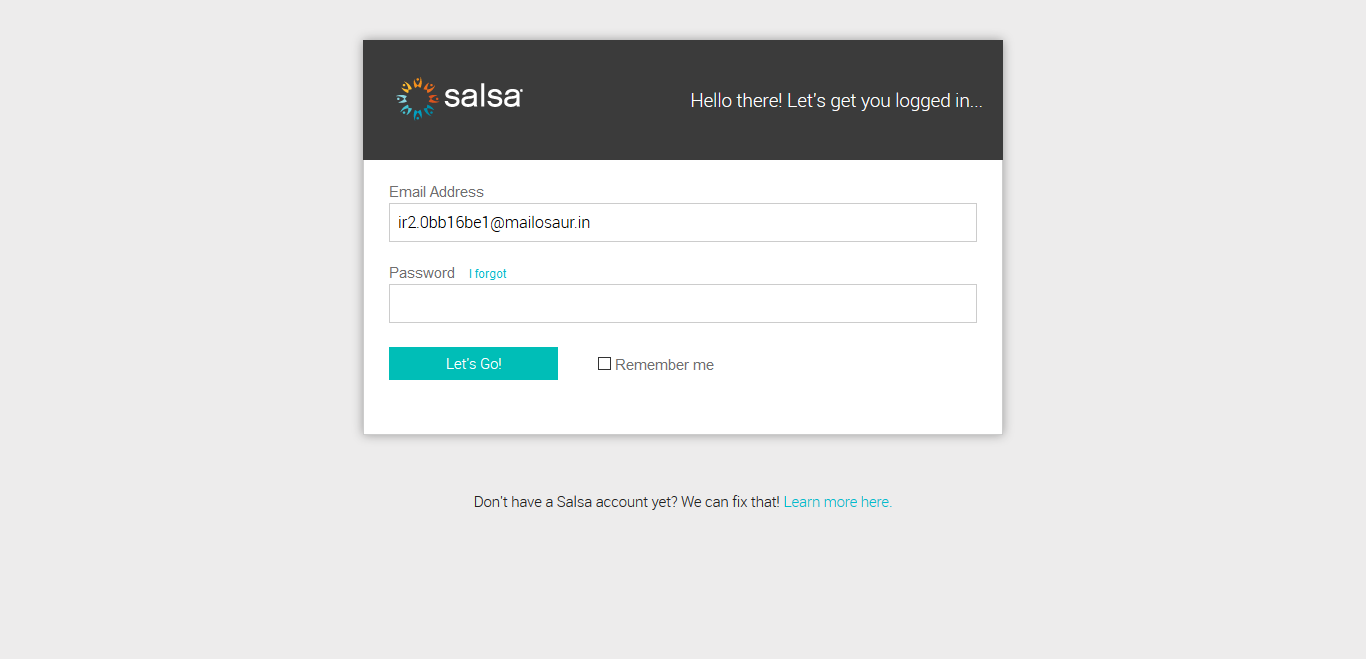 salsa
Hello there! Let's get you logged in...
Email Address
ir2.0bb16be1@mailosaur.in
Password I forgot
Let's Go! Remember me
Don't have a Salsa account yet? We can fix that! Learn more here.